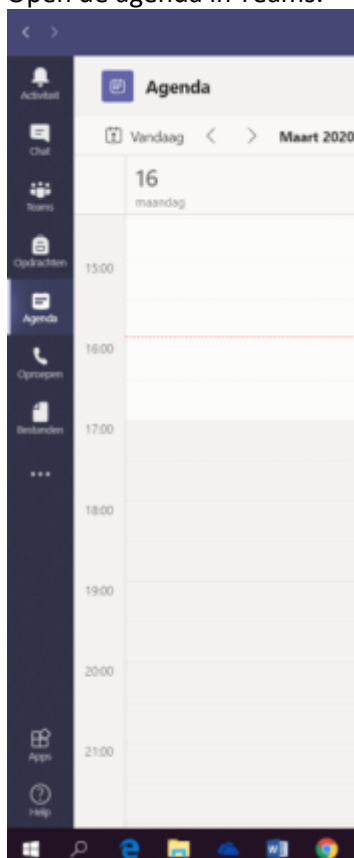 Open de agenda in Teams.
Activiteit
Chat
Teams
Opdrachten
Agenda
Oproepen
Bestanden
...
Apps
Help
Agenda
Vandaag < > Maart 2020
16
maandag
15:00
16:00
17:00
18:00
19:00
20:00
21:00